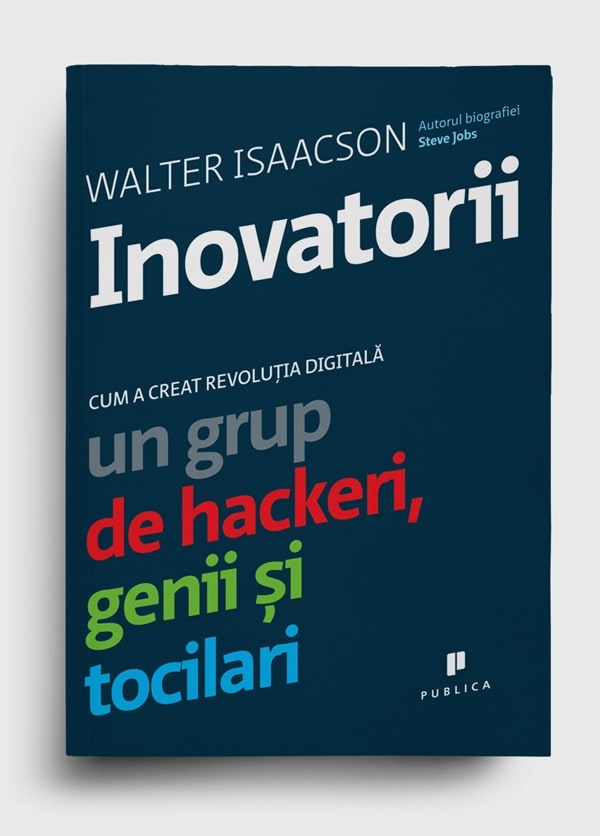 WALTER ISAACSON
Autorul biografiei
Steve Jobs
Inovatorii
CUM A CREAT REVOLUȚIA DIGITALĂ
un grup
de hackeri,
genii și
tocilari
PUBLICA